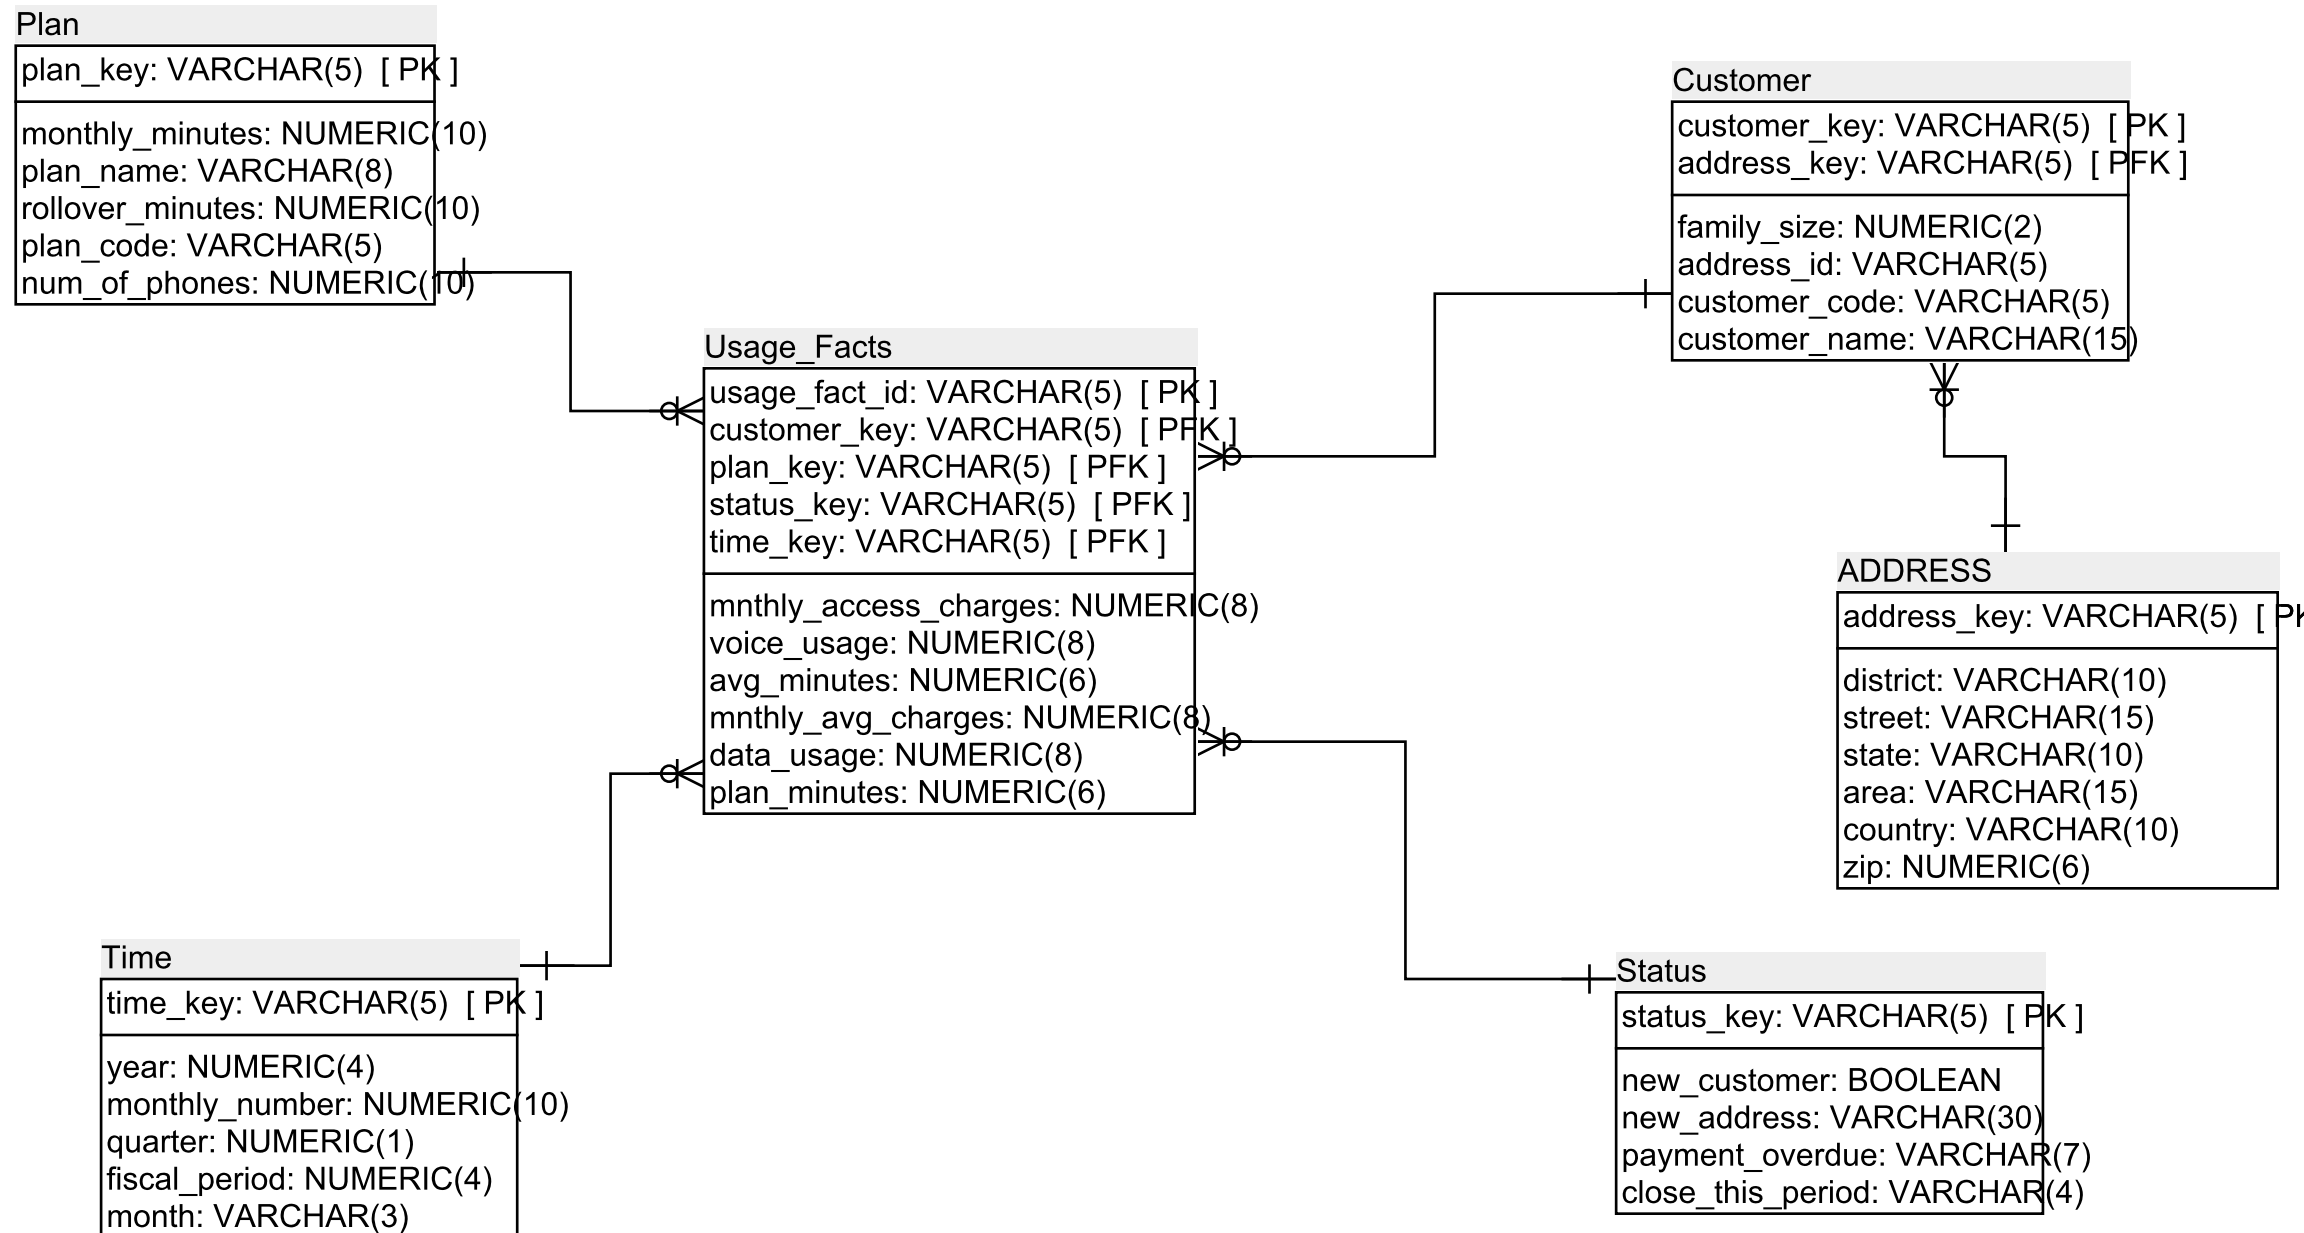 Plan
plan_key: VARCHAR(5) [ PK ]
monthly_minutes: NUMERIC(10)
plan_name: VARCHAR(8)
rollover_minutes: NUMERIC(10)
plan_code: VARCHAR(5)
num_of_phones: NUMERIC(10)
Customer
customer_key: VARCHAR(5) [ PK ]
address_key: VARCHAR(5) [ PFK ]
family_size: NUMERIC(2)
address_id: VARCHAR(5)
customer_code: VARCHAR(5)
customer_name: VARCHAR(15)
Usage_Facts
usage_fact_id: VARCHAR(5) [ PK ]
customer_key: VARCHAR(5) [ PFK ]
plan_key: VARCHAR(5) [ PFK ]
status_key: VARCHAR(5) [ PFK ]
time_key: VARCHAR(5) [ PFK ]
mnthly_access_charges: NUMERIC(8)
voice_usage: NUMERIC(8)
avg_minutes: NUMERIC(6)
mnthly_avg_charges: NUMERIC(8)
data_usage: NUMERIC(8)
plan_minutes: NUMERIC(6)
ADDRESS
address_key: VARCHAR(5) [ PK
district: VARCHAR(10)
street: VARCHAR(15)
state: VARCHAR(10)
area: VARCHAR(15)
country: VARCHAR(10)
zip: NUMERIC(6)
Time
time_key: VARCHAR(5) [ PK ]
year: NUMERIC(4)
monthly_number: NUMERIC(10)
quarter: NUMERIC(1)
fiscal_period: NUMERIC(4)
month: VARCHAR(3)
Status
status_key: VARCHAR(5) [ PK ]
new_customer: BOOLEAN
new_address: VARCHAR(30)
payment_overdue: VARCHAR(7)
close_this_period: VARCHAR(4)